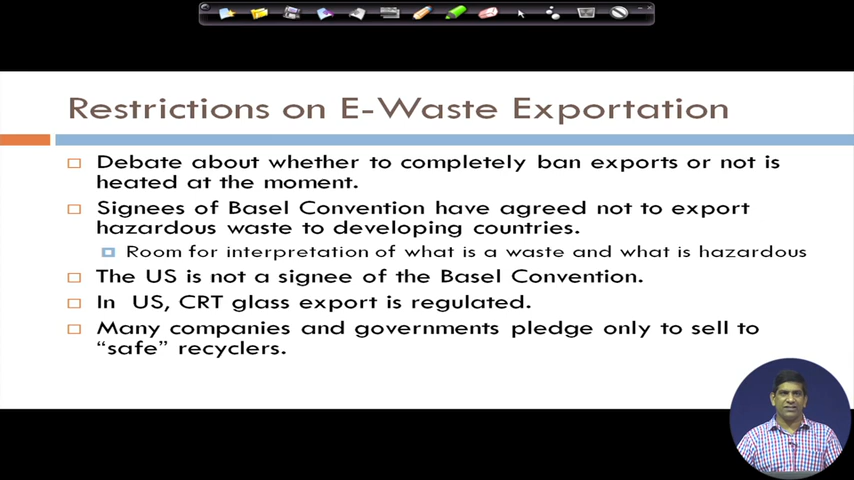 Restrictions on E-Waste Exportation
Debate about whether to completely ban exports or not is
heated at the moment.
Signees of Basel Convention have agreed not to export
hazardous waste to developing countries.
Room for interpretation of what is a waste and what is hazardous
The US is not a signee of the Basel Convention.
In US, CRT glass export is regulated.
Many companies and governments pledge only to sell to
“safe” recyclers.